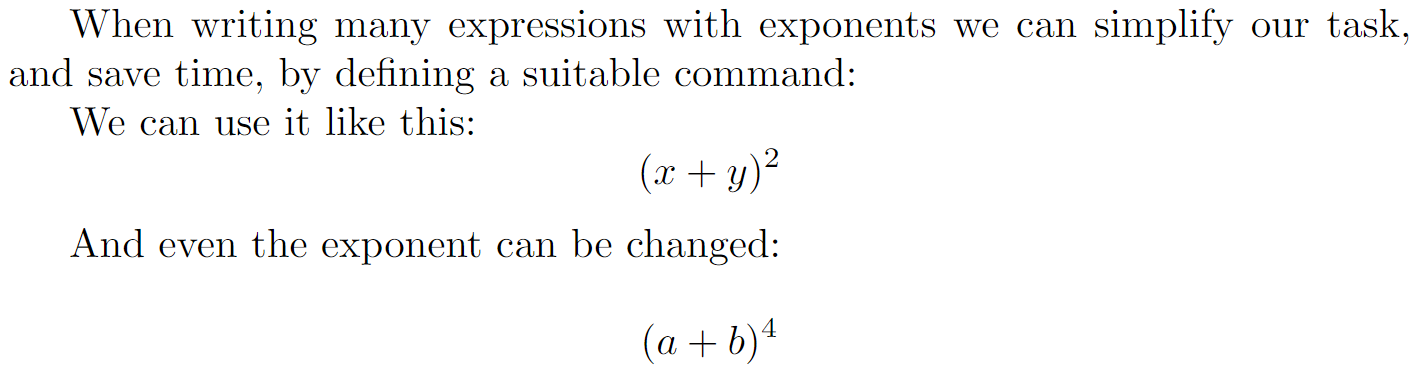 When writing many expressions with exponents we can simplify our task,
and save time, by defining a suitable command:
We can use it like this:
(x + y)²
And even the exponent can be changed:
(a + b)⁴